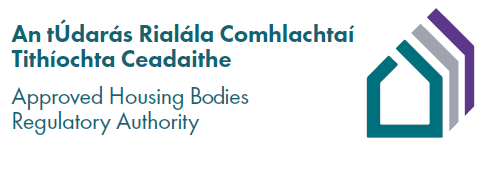 An tÚdarás Rialála Comhlachtaí
Tithíochta Ceadaithe
Approved Housing Bodies
Regulatory Authority